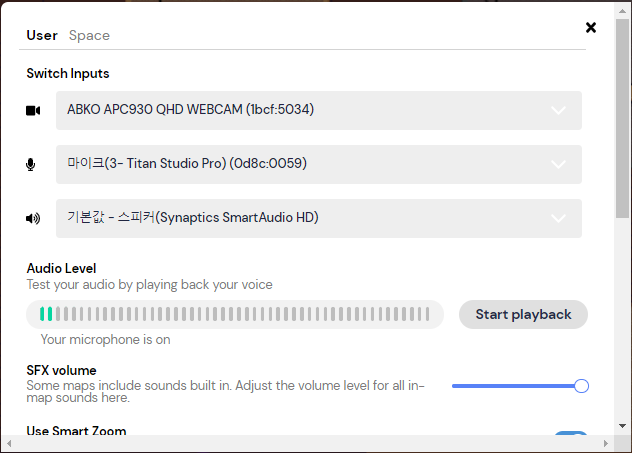 User Space
Switch Inputs
ABKO APC930 QHD WEBCAM (1bcf:5034)
마이크(3- Titan Studio Pro) (0d8c:0059)
기본값 - 스피커(Synaptics SmartAudio HD)
Audio Level
Test your audio by playing back your voice
Start playback
Your microphone is on
SFX volume
Some maps include sounds built in. Adjust the volume level for all in-
map sounds here.
Use Smart Zoom